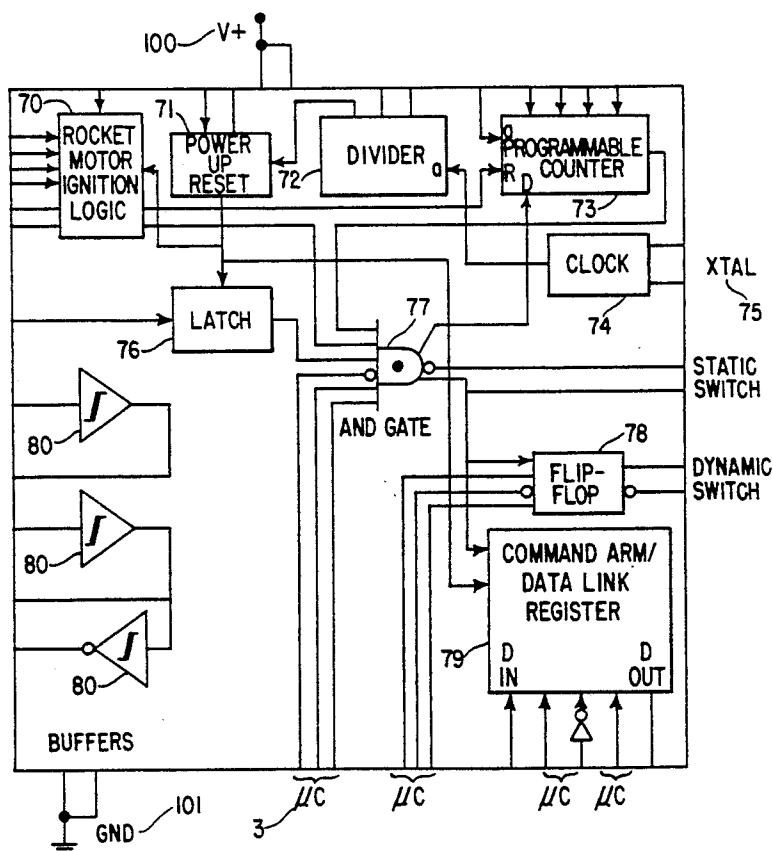 100 V+
70
ROCKET
MOTOR
IGNITION
LOGIC
71
POWER
UP
RESET
DIVIDER
a
72
a
PROGRAMMABLE
R D
COUNTER
73
CLOCK
74
XTAL
75
LATCH
76
77
AND GATE
STATIC
SWITCH
78
FLIP-
FLOP
DYNAMIC
SWITCH
80
80
80
COMMAND ARM/
DATA LINK
REGISTER
79
D
IN
D
OUT
BUFFERS
GND 101
3
μC
μC
μC
μC